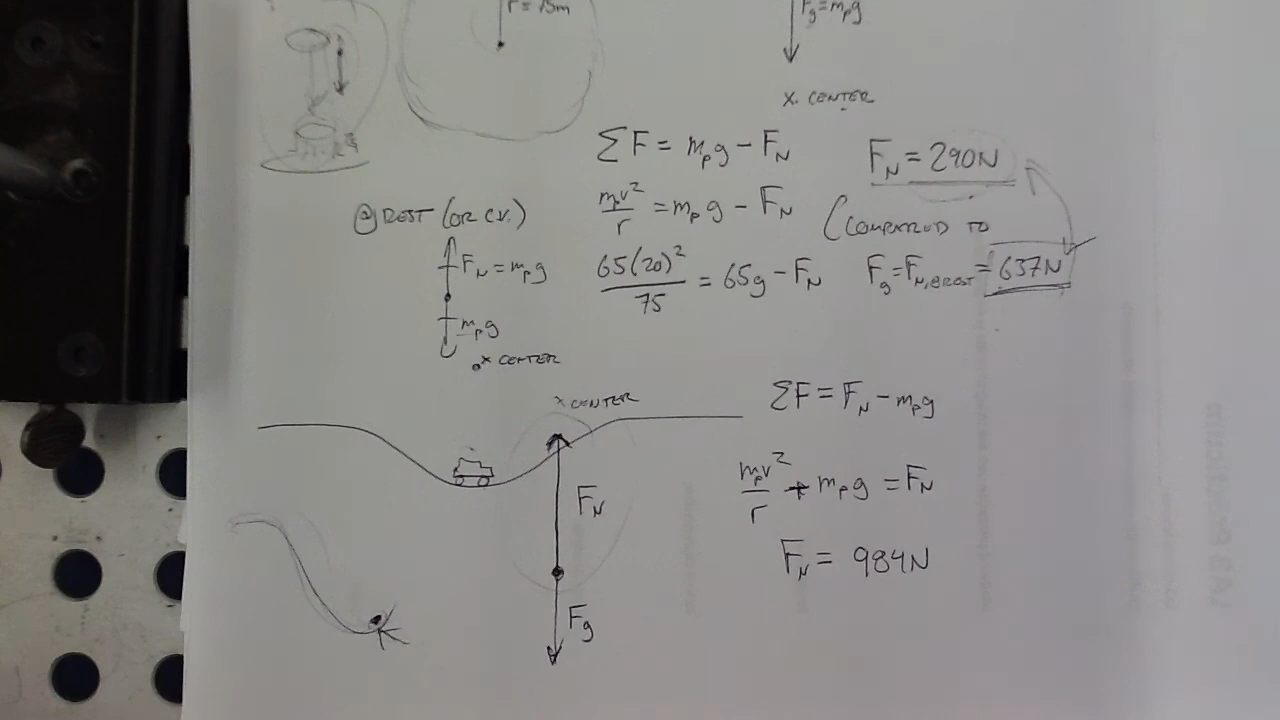 r = 75m
Fg = mpg
X. CENTER
ΣF = mpg − FN
FN = 290N
mpv²/r = mpg − FN
(COMPARED TO
65(20)²/75 = 65g − FN
Fg = FN,@REST = 637N
@ REST (OR C.V.)
FN = mpg
mpg
x CENTER
x CENTER
ΣF = FN − mpg
mpv²/r + mpg = FN
FN = 984N
FN
Fg